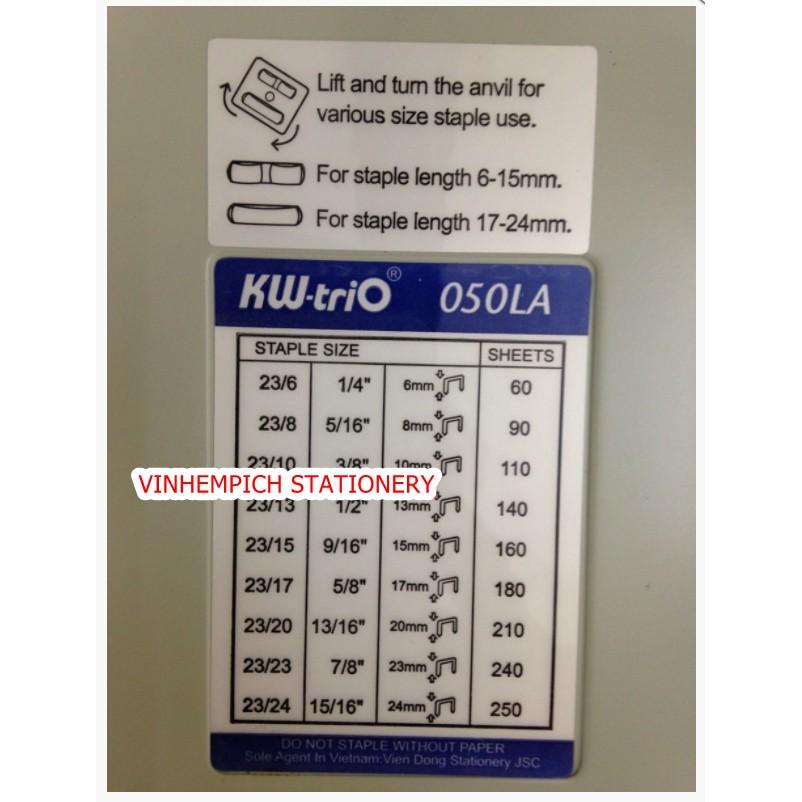 Lift and turn the anvil for
various size staple use.
For staple length 6-15mm.
For staple length 17-24mm.
KW-triO® 050LA
STAPLE SIZE SHEETS
23/6 1/4" 6mm 60
23/8 5/16" 8mm 90
23/10 3/8" 10mm 110
VINHEMPICH STATIONERY
23/13 1/2" 13mm 140
23/15 9/16" 15mm 160
23/17 5/8" 17mm 180
23/20 13/16" 20mm 210
23/23 7/8" 23mm 240
23/24 15/16" 24mm 250
DO NOT STAPLE WITHOUT PAPER
Sole Agent In Vietnam:Vien Dong Stationery JSC